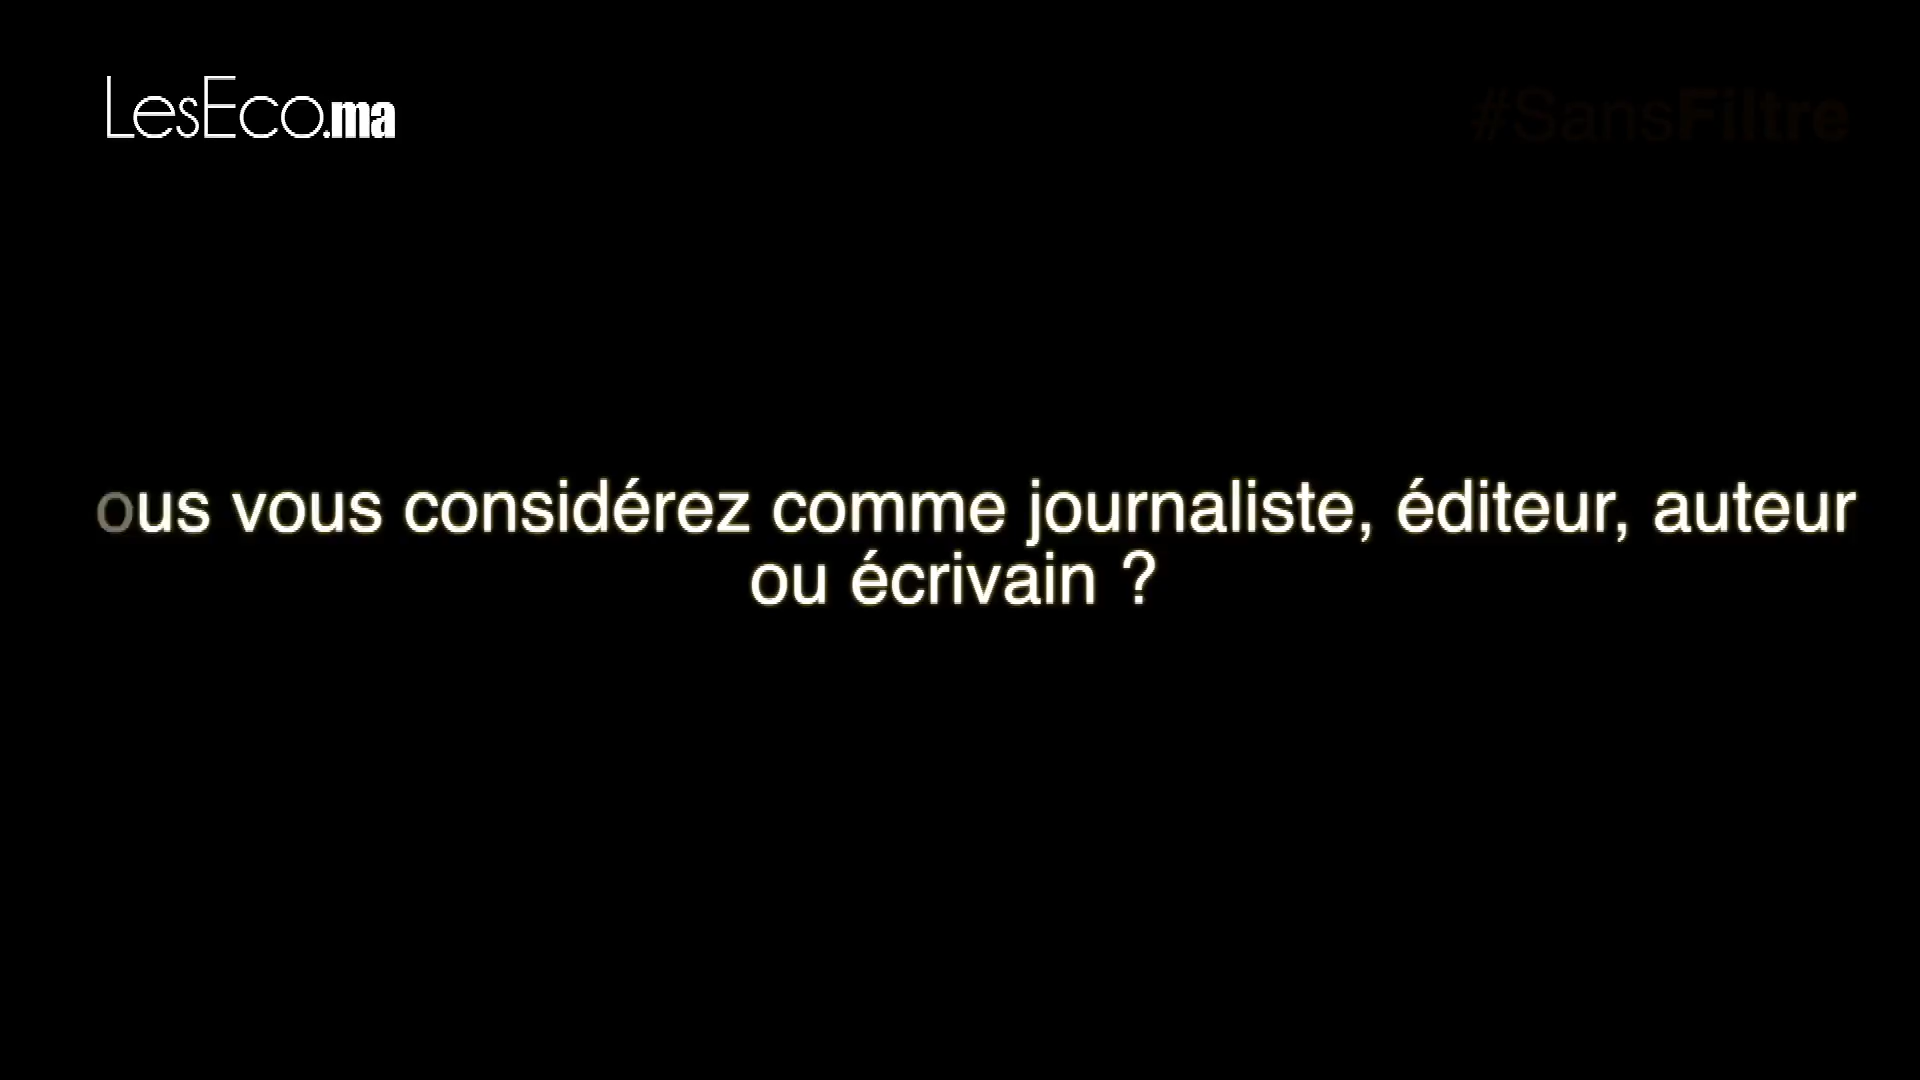 LesEco.ma
#SansFiltre
ous vous considérez comme journaliste, éditeur, auteur
ou écrivain ?